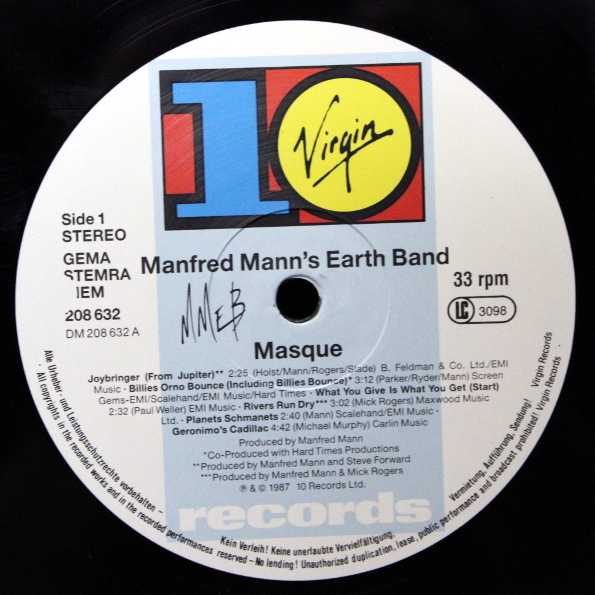 10
Virgin
Side 1
STEREO
GEMA
STEMRA
IEM
208 632
DM 208 632 A
Manfred Mann's Earth Band
33 rpm
LC 3098
MMEB
Masque
Joybringer (From Jupiter)** 2:25 (Holst/Mann/Rogers/Slade) B. Feldman & Co. Ltd./EMI
Music · Billies Orno Bounce (Including Billies Bounce)* 3:12 (Parker/Ryder/Mann) Screen
Gems-EMI/Scalehand/EMI Music/Hard Times · What You Give Is What You Get (Start)
2:32 (Paul Weller) EMI Music · Rivers Run Dry*** 3:02 (Mick Rogers) Maxwood Music
Ltd. · Planets Schmanets 2:40 (Mann) Scalehand/EMI Music ·
Geronimo's Cadillac 4:42 (Michael Murphy) Carlin Music
Produced by Manfred Mann
*Co-Produced with Hard Times Productions
**Produced by Manfred Mann and Steve Forward
***Produced by Manfred Mann & Mick Rogers
℗ & © 1987 10 Records Ltd.
records
Alle Urheber- und Leistungsschutzrechte vorbehalten – Kein Verleih! Keine unerlaubte Vervielfältigung, Vermietung, Aufführung, Sendung! Virgin Records
· All copyrights in the recorded works and in the recorded performances reserved – No lending! Unauthorized duplication, lease, public performance and broadcast prohibited! Virgin Records ·